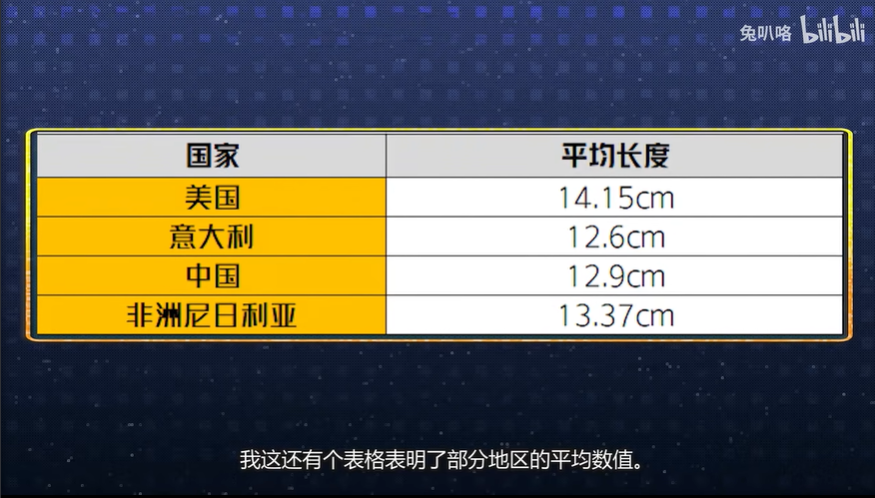 兔叭咯 bilibili
国家 平均长度
美国 14.15cm
意大利 12.6cm
中国 12.9cm
非洲尼日利亚 13.37cm
我这还有个表格表明了部分地区的平均数值。